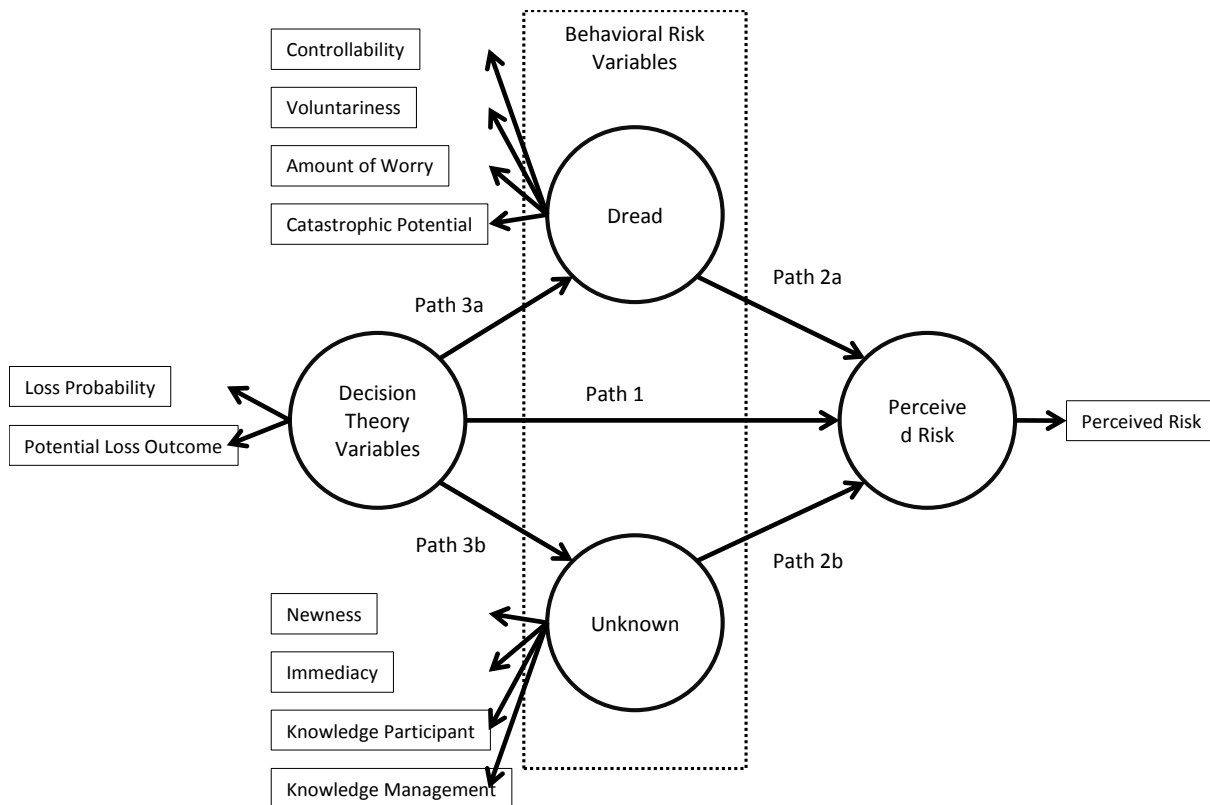 Behavioral Risk
Variables
Controllability
Voluntariness
Amount of Worry
Catastrophic Potential
Dread
Path 3a
Path 2a
Loss Probability
Potential Loss Outcome
Decision
Theory
Variables
Path 1
Perceive
d Risk
Perceived Risk
Path 3b
Path 2b
Newness
Immediacy
Knowledge Participant
Knowledge Management
Unknown